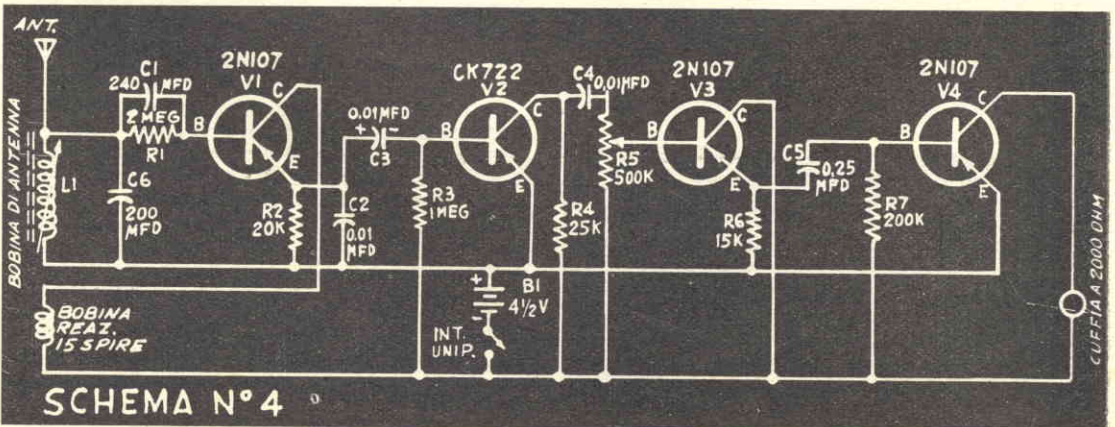 ANT.
BOBINA DI ANTENNA
L1
C1
240 MFD
2 MEG
R1
C6
200
MFD
2N107
V1
B
C
E
R2
20K
C2
0.01
MFD
0.01MFD
+ -
C3
CK722
V2
B
C
E
R3
1MEG
C4
0,01MFD
R4
25K
R5
500K
2N107
V3
B
C
E
R6
15K
C5
0,25
MFD
2N107
V4
B
C
E
R7
200K
+
B1
4½V
-
INT.
UNIP.
BOBINA
REAZ.
15 SPIRE
CUFFIA A 2000 OHM
SCHEMA N°4